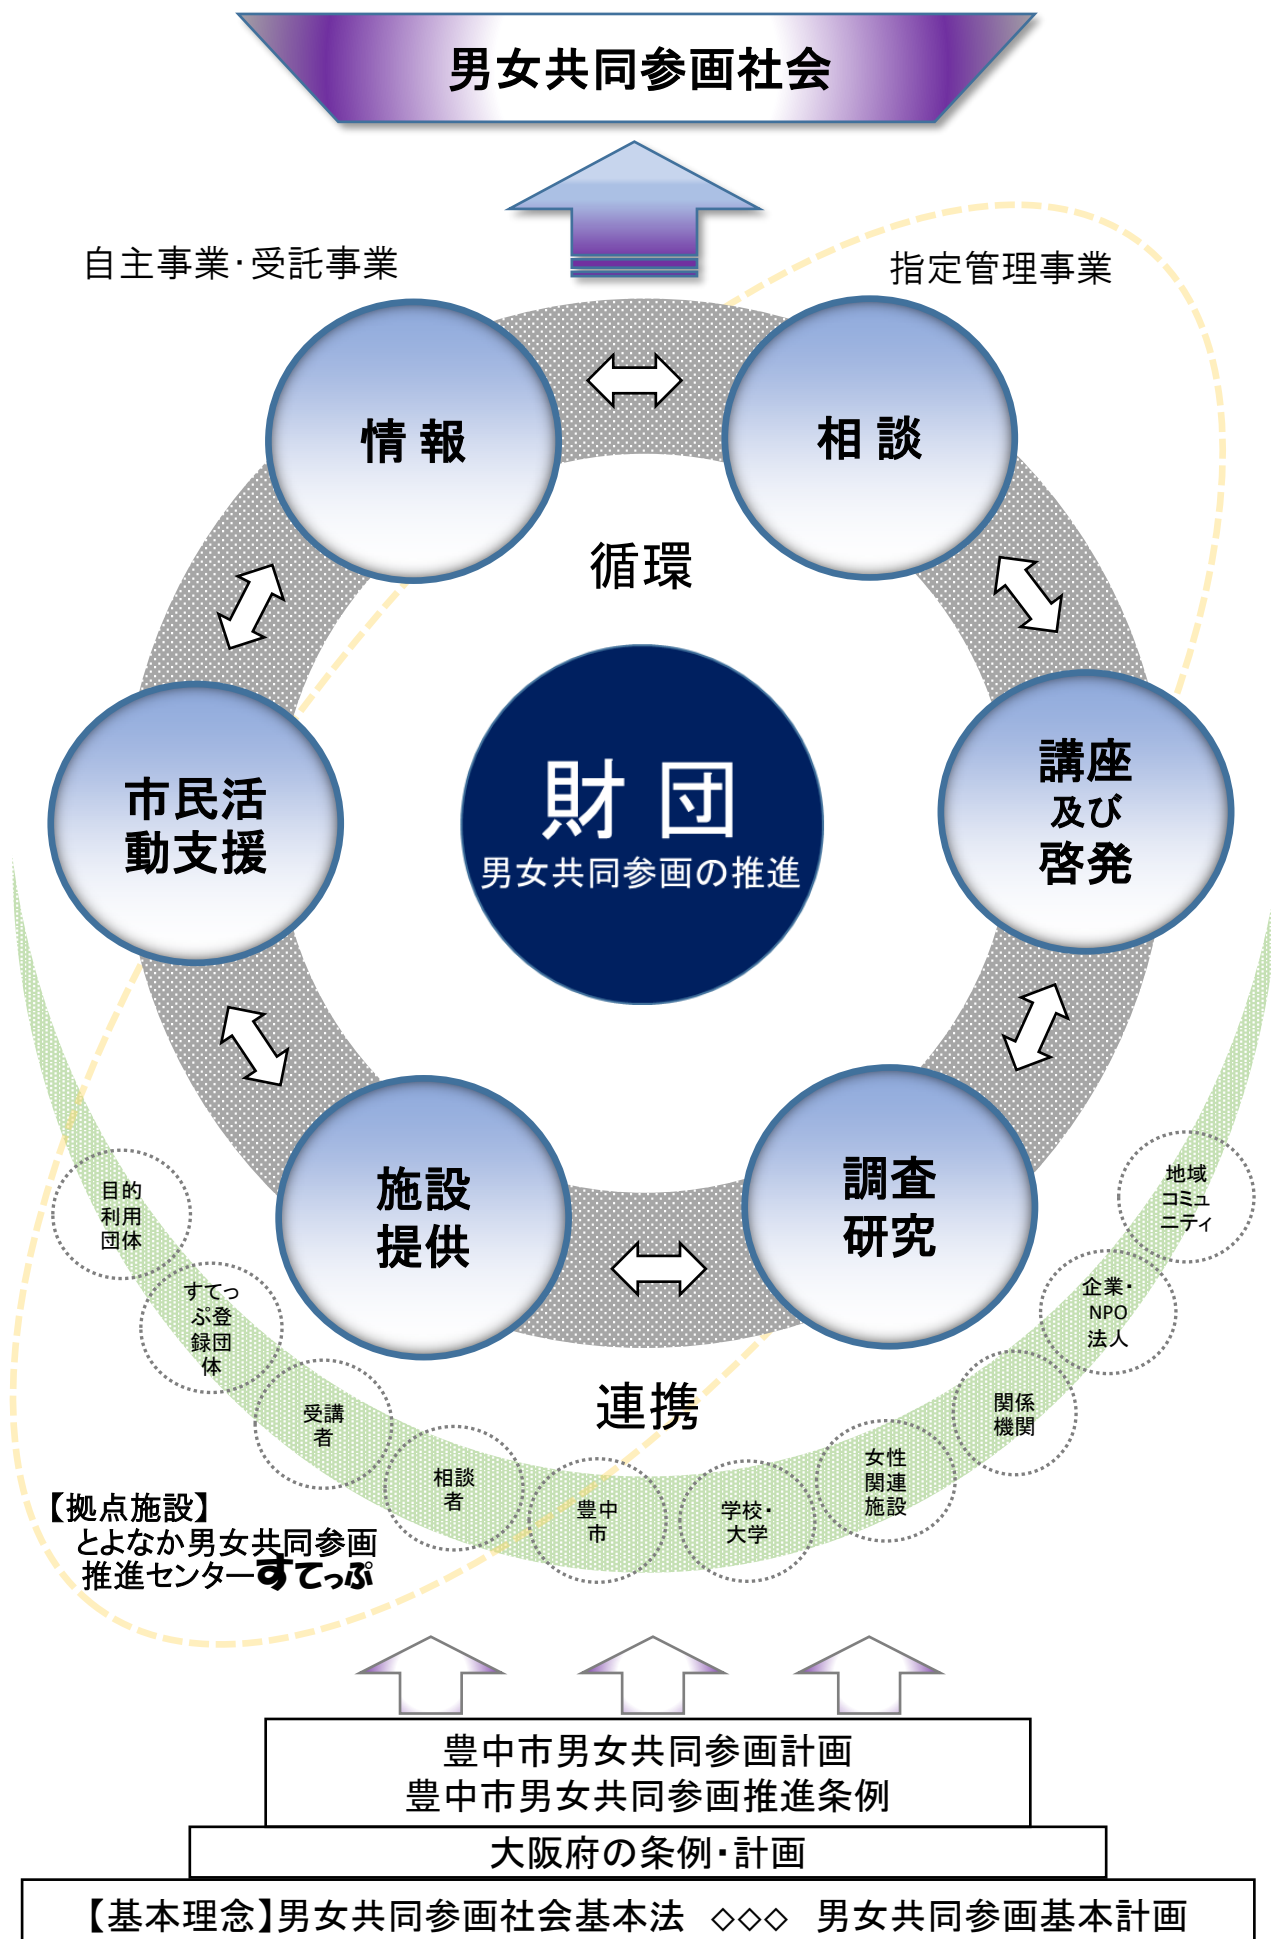 男女共同参画社会
自主事業・受託事業
指定管理事業
情 報
相 談
循環
市民活
動支援
財 団
男女共同参画の推進
講座
及び
啓発
施設
提供
調査
研究
連携
目的
利用
団体
すてっ
ぷ登
録団
体
受講
者
相談
者
豊中
市
学校・
大学
女性
関連
施設
関係
機関
企業・
NPO
法人
地域
コミュ
ニティ
【拠点施設】
とよなか男女共同参画
推進センターすてっぷ
豊中市男女共同参画計画
豊中市男女共同参画推進条例
大阪府の条例・計画
【基本理念】男女共同参画社会基本法 ◇◇◇ 男女共同参画基本計画